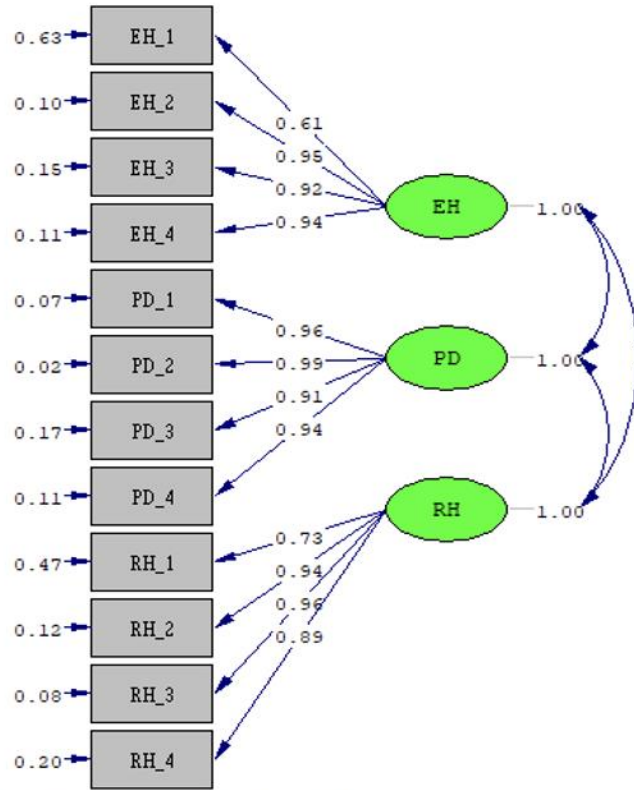 0.63 EH_1
0.10 EH_2
0.61
0.95
0.15 EH_3
0.92
EH 1.00
0.11 EH_4
0.94
0.07 PD_1
0.96
0.02 PD_2
0.99
PD 1.00
0.91
0.17 PD_3
0.94
0.11 PD_4
RH 1.00
0.47 RH_1
0.73
0.94
0.12 RH_2
0.96
0.89
0.08 RH_3
0.20 RH_4